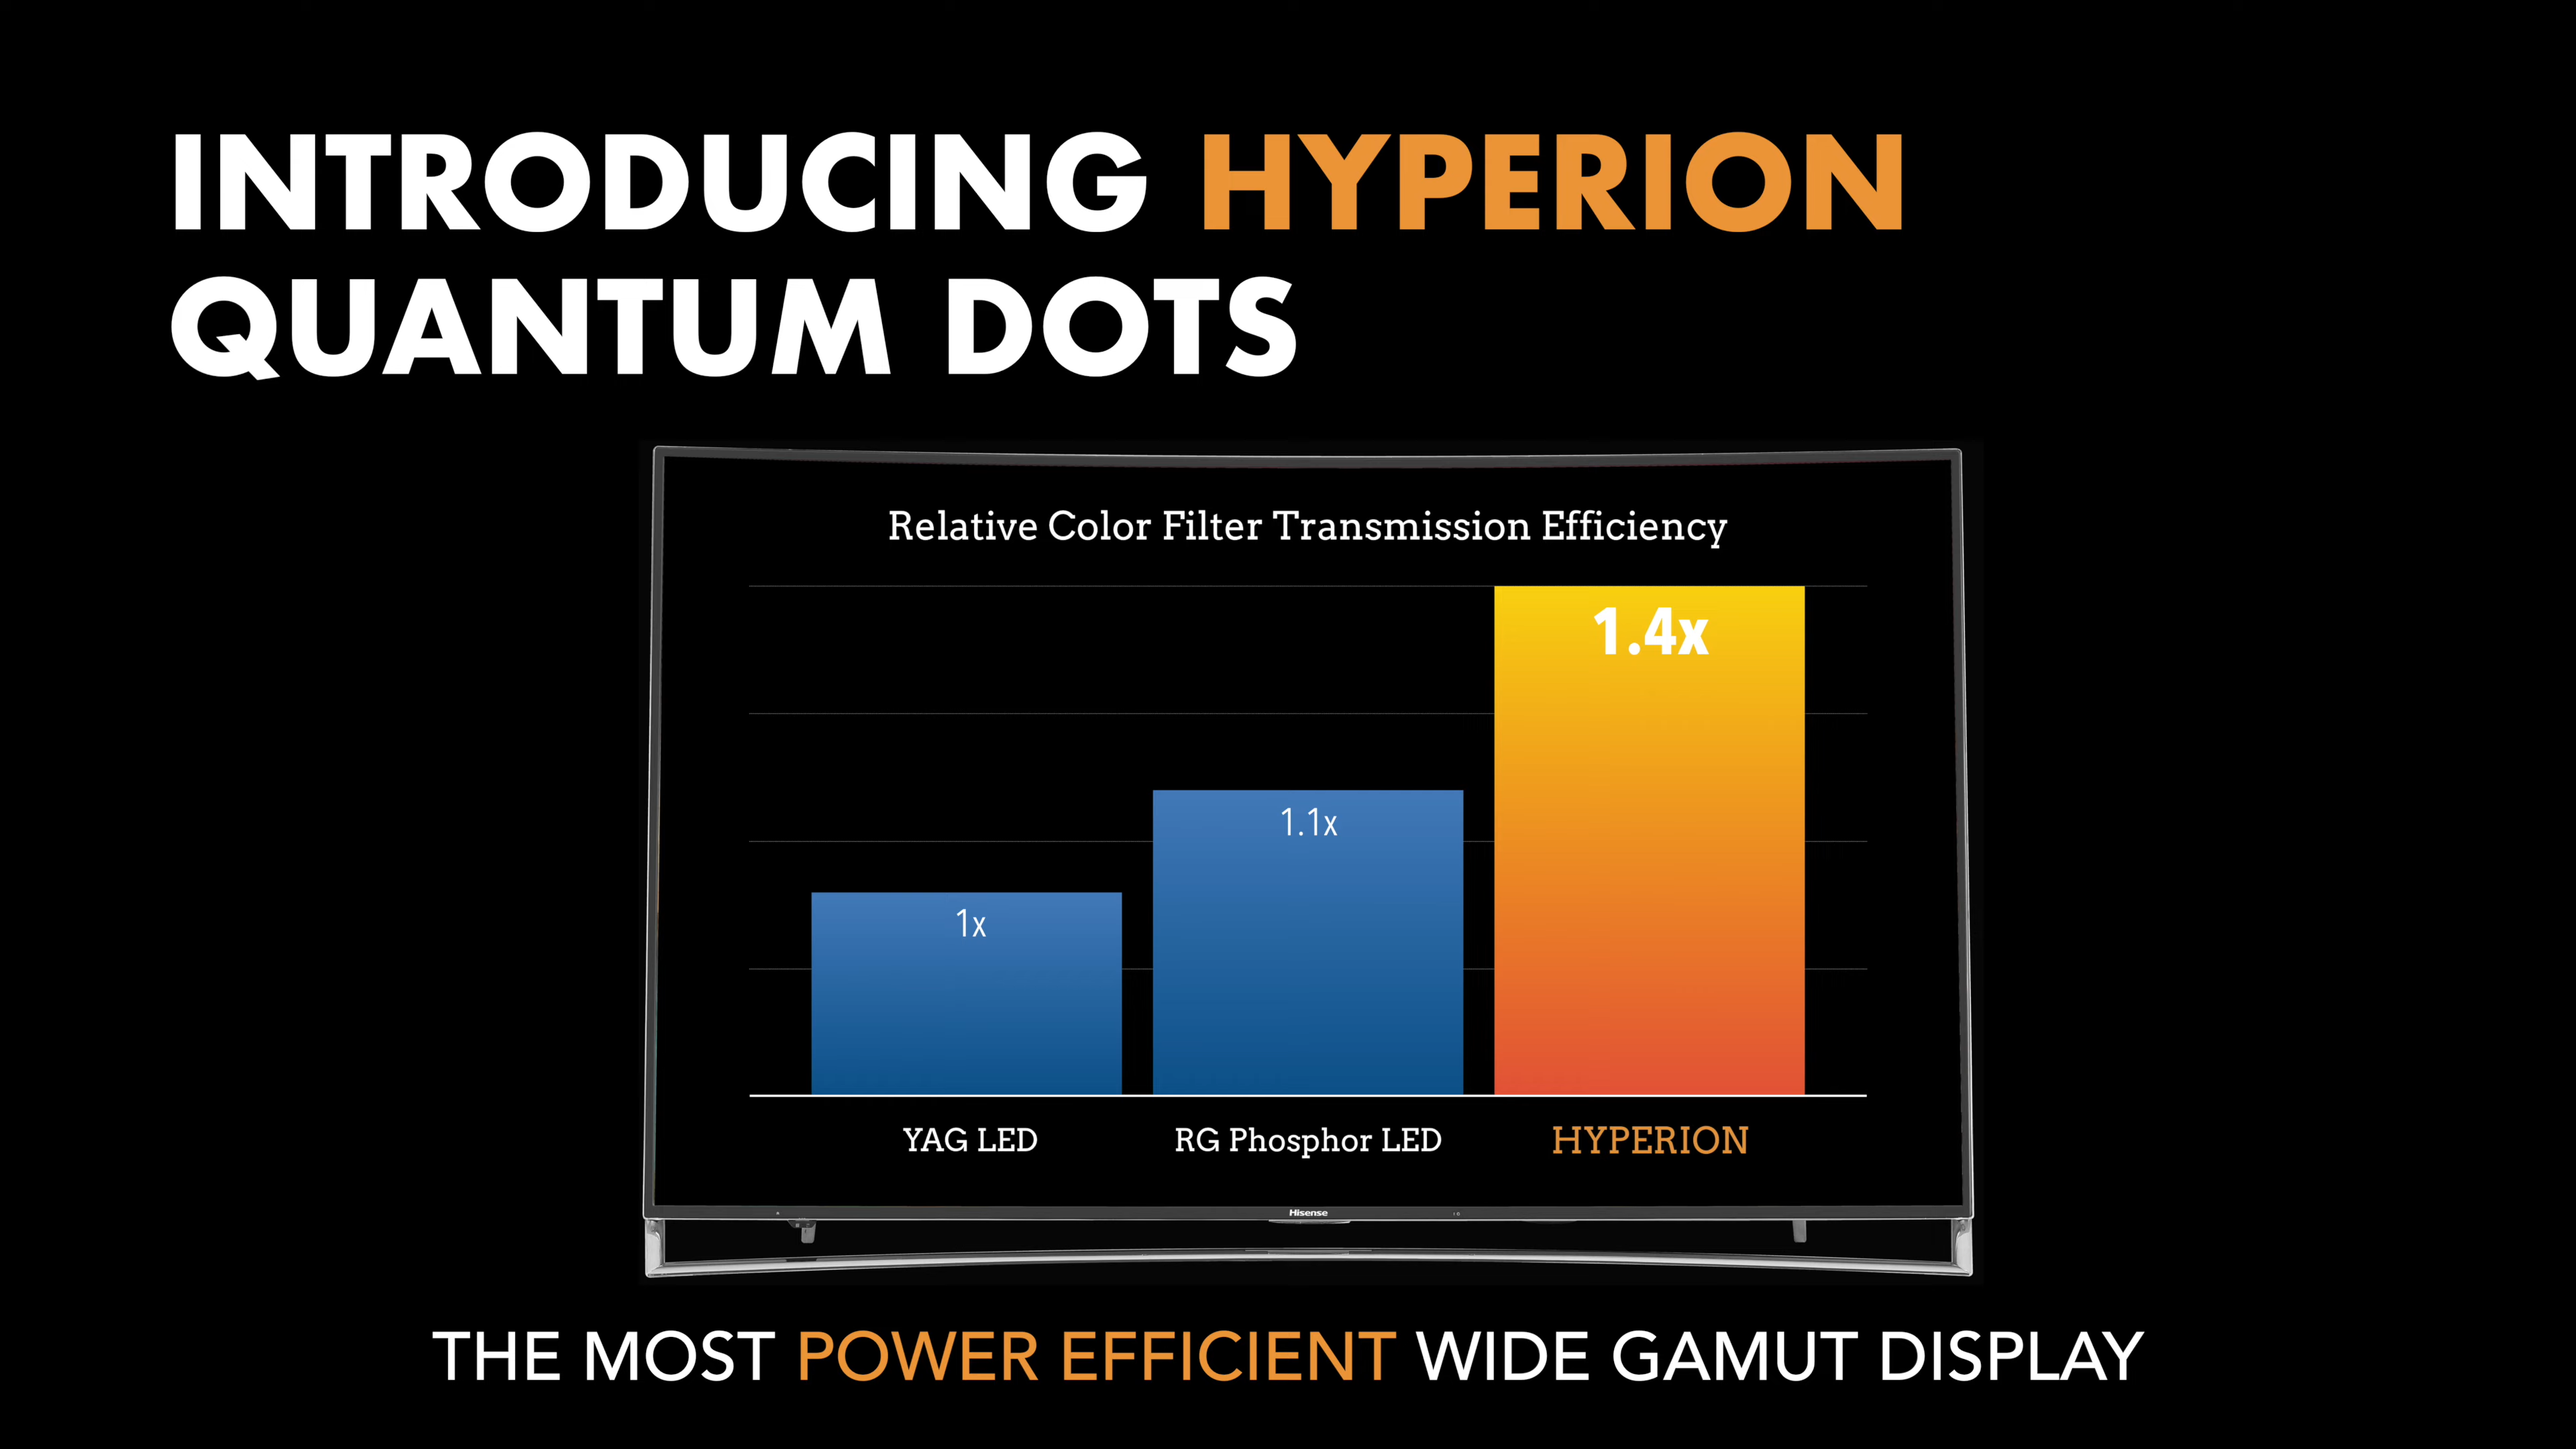 INTRODUCING HYPERION
QUANTUM DOTS
Relative Color Filter Transmission Efficiency
1.4x
1.1x
1x
YAG LED
RG Phosphor LED
HYPERION
Hisense
THE MOST POWER EFFICIENT WIDE GAMUT DISPLAY